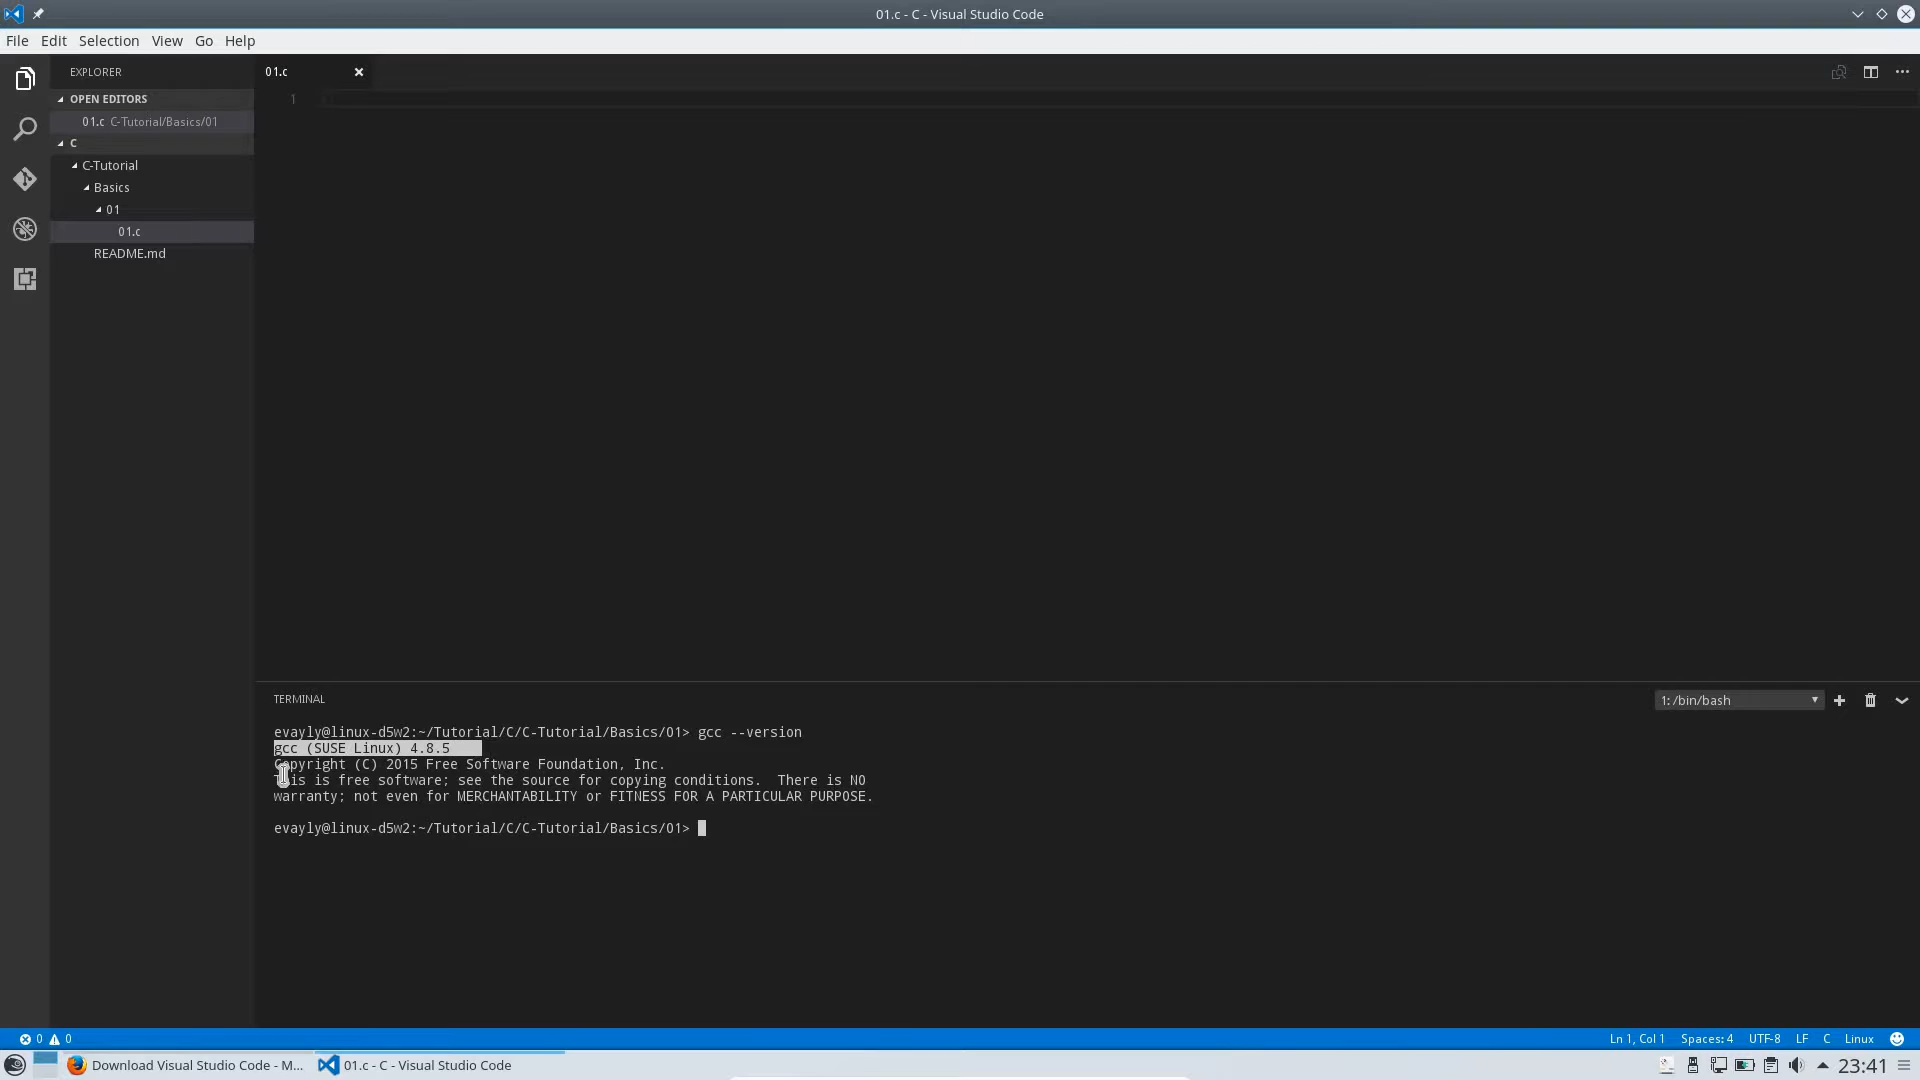 01.c - C - Visual Studio Code
File Edit Selection View Go Help
EXPLORER
OPEN EDITORS
01.c C-Tutorial/Basics/01
C
C-Tutorial
Basics
01
01.c
README.md
01.c
1
TERMINAL
1: /bin/bash
evayly@linux-d5w2:~/Tutorial/C/C-Tutorial/Basics/01> gcc --version
gcc (SUSE Linux) 4.8.5
Copyright (C) 2015 Free Software Foundation, Inc.
This is free software; see the source for copying conditions.  There is NO
warranty; not even for MERCHANTABILITY or FITNESS FOR A PARTICULAR PURPOSE.
evayly@linux-d5w2:~/Tutorial/C/C-Tutorial/Basics/01>
0 0
Ln 1, Col 1 Spaces: 4 UTF-8 LF C Linux
Download Visual Studio Code - M...
01.c - C - Visual Studio Code
23:41